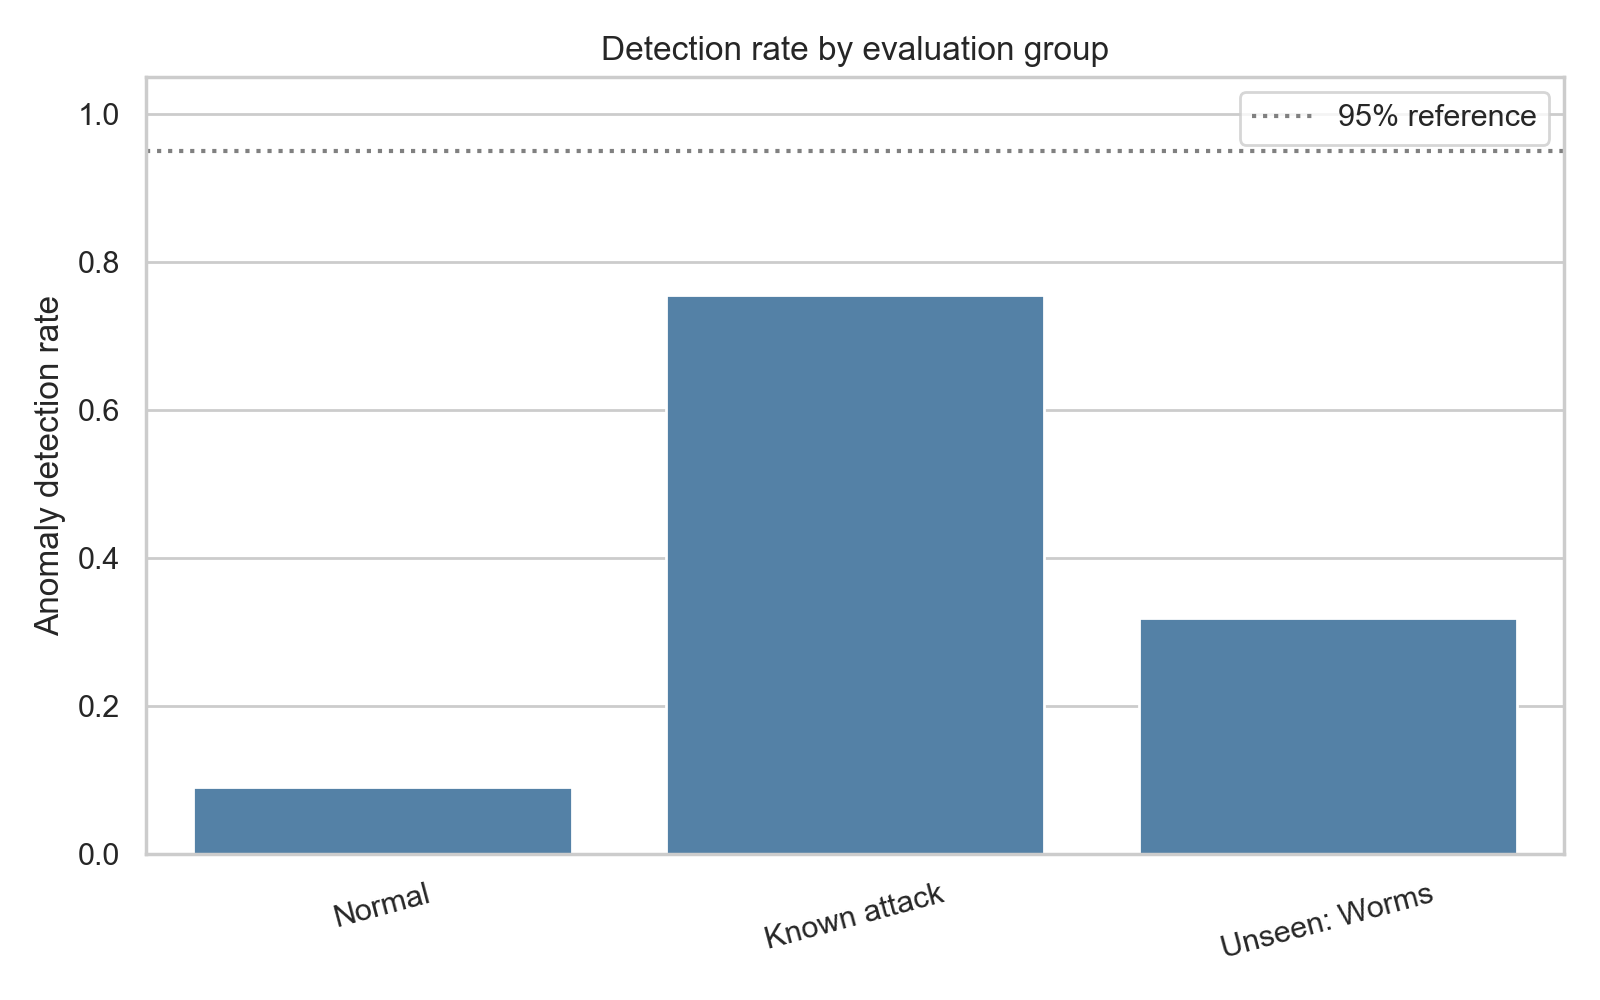 Detection rate by evaluation group
95% reference
Anomaly detection rate
1.0
0.8
0.6
0.4
0.2
0.0
Normal
Known attack
Unseen: Worms